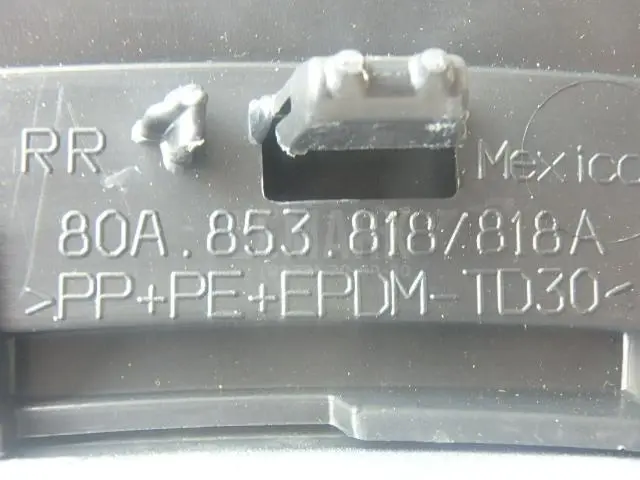 RR
Mexico
80A.853.818/818A
>PP+PE+EPDM-TD30<